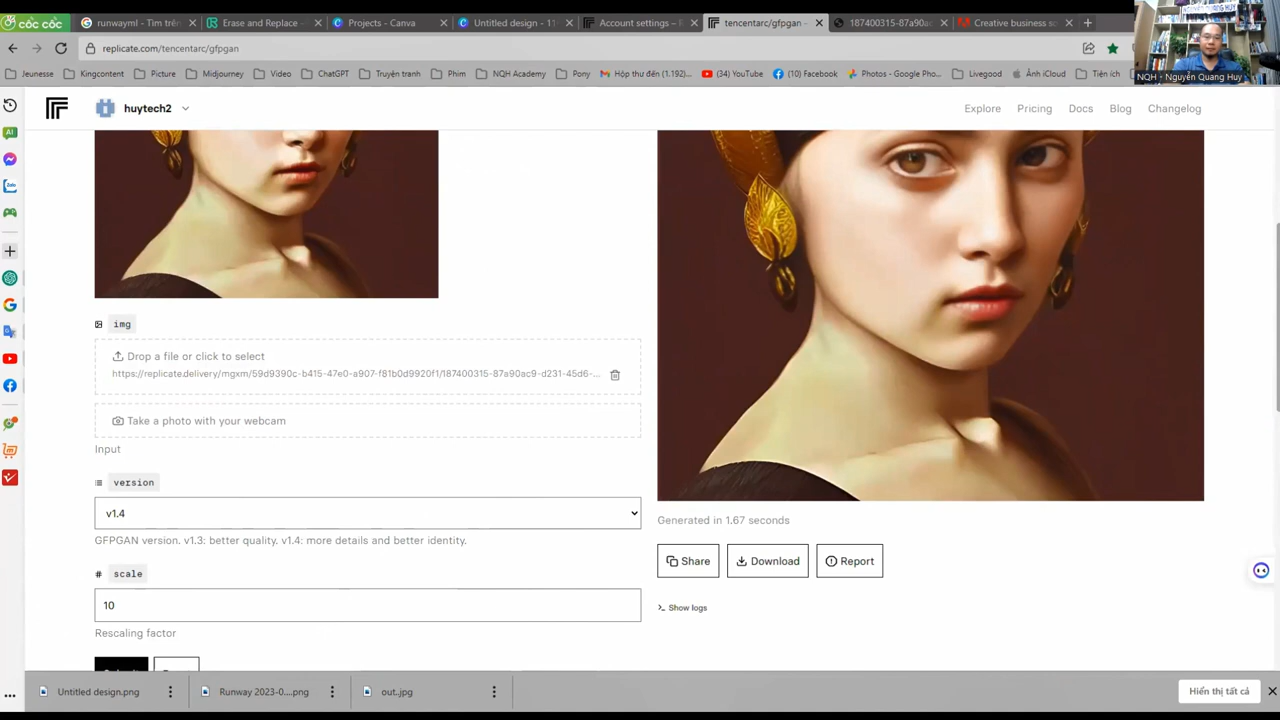 cốc cốc
runwayml - Tìm trên
Erase and Replace -
Projects - Canva
Untitled design - 11
Account settings -
tencentarc/gfpgan -
187400315-87a90a
Creative business so
replicate.com/tencentarc/gfpgan
NQH - Nguyễn Quang Huy
Jeunesse
Kingcontent
Picture
Midjourney
Video
ChatGPT
Truyện tranh
Phim
NQH Academy
Pony
Hộp thư đến (1.192)...
(34) YouTube
(10) Facebook
Photos - Google Pho...
Livegood
Ảnh iCloud
Tiện ích
huytech2
Explore
Pricing
Docs
Blog
Changelog
img
Drop a file or click to select
https://replicate.delivery/mgxm/59d9390c-b415-47e0-a907-f81b0d9920f1/187400315-87a90ac9-d231-45d6-...
Take a photo with your webcam
Input
version
v1.4
GFPGAN version. v1.3: better quality. v1.4: more details and better identity.
# scale
10
Rescaling factor
Generated in 1.67 seconds
Share
Download
Report
Show logs
Untitled design.png
Runway 2023-0....png
out.jpg
Hiển thị tất cả